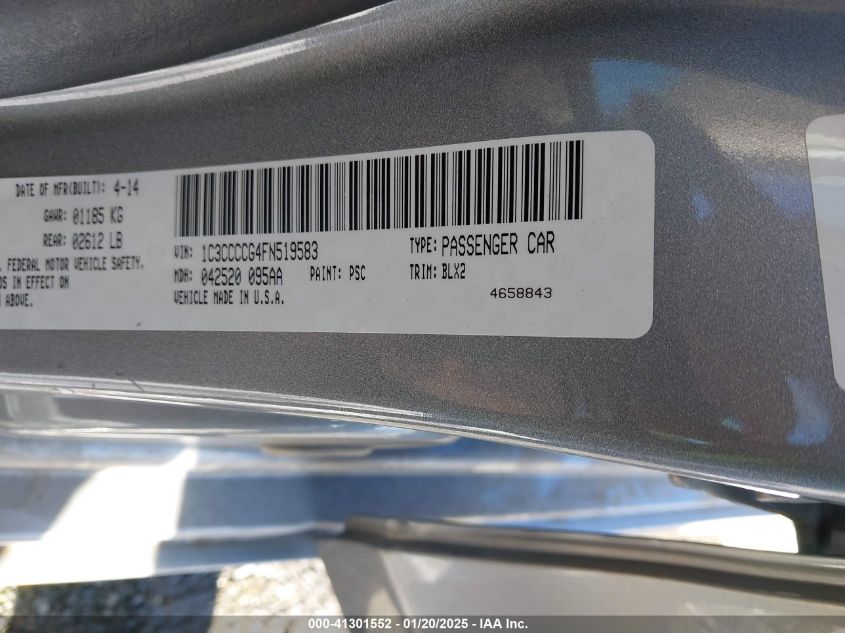 DATE OF MFR(BUILT): 4-14
GAWR: 01185 KG
REAR: 02612 LB
FEDERAL MOTOR VEHICLE SAFETY.
IN EFFECT ON
ABOVE.
VIN: 1C3CCCCG4FN519583
TYPE: PASSENGER CAR
MDH: 042520 095AA
PAINT: PSC
TRIM: BLX2
VEHICLE MADE IN U.S.A.
4658843
000-41301552 - 01/20/2025 - IAA Inc.